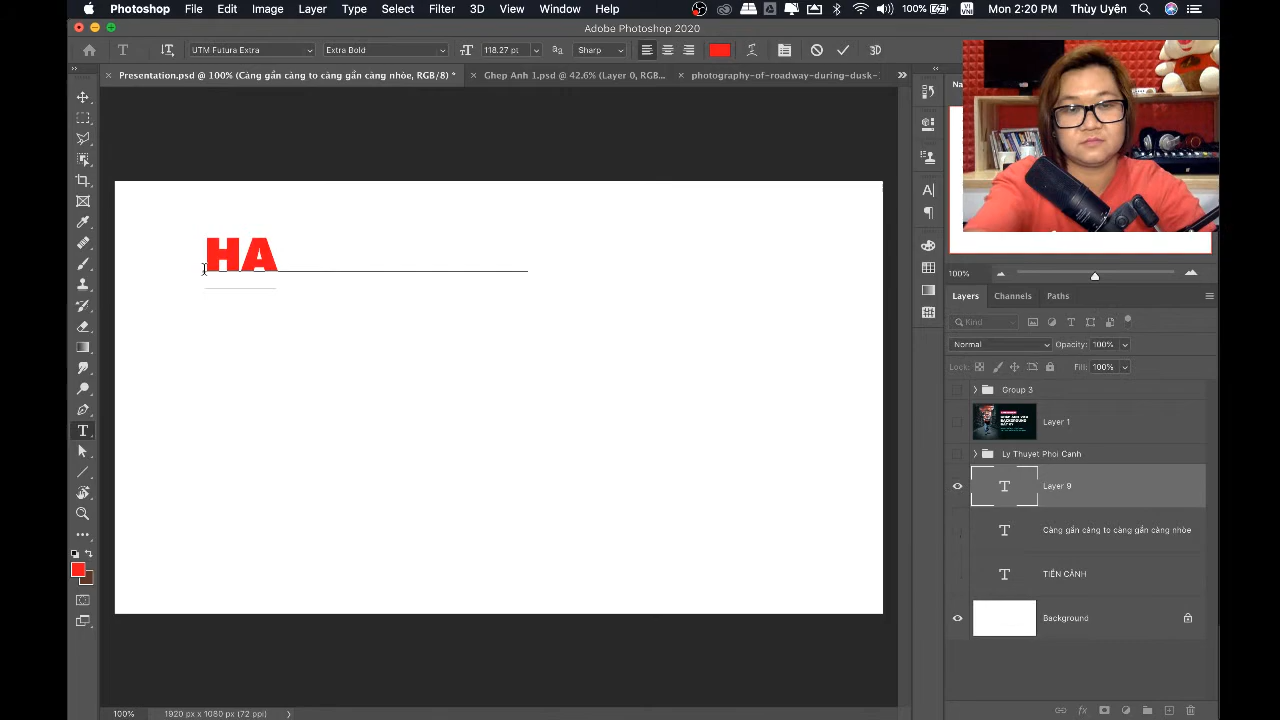 Photoshop File Edit Image Layer Type Select Filter 3D View Window Help 100% VI VNI Mon 2:20 PM Thùy Uyên
Adobe Photoshop 2020
UTM Futura Extra Extra Bold 118.27 pt Sharp 3D
Presentation.psd @ 100% (Càng gần càng to càng gần càng nhòe, RGB/8) * Ghep Anh 1.psd @ 42.6% (Layer 0, RGB... photography-of-roadway-during-dusk-
Na
HA
100%
Layers Channels Paths
Kind
Normal Opacity: 100%
Lock: Fill: 100%
Group 3
Layer 1
Ly Thuyet Phoi Canh
Layer 9
Càng gần càng to càng gần càng nhòe
TIỀN CẢNH
Background
100% 1920 px x 1080 px (72 ppi)